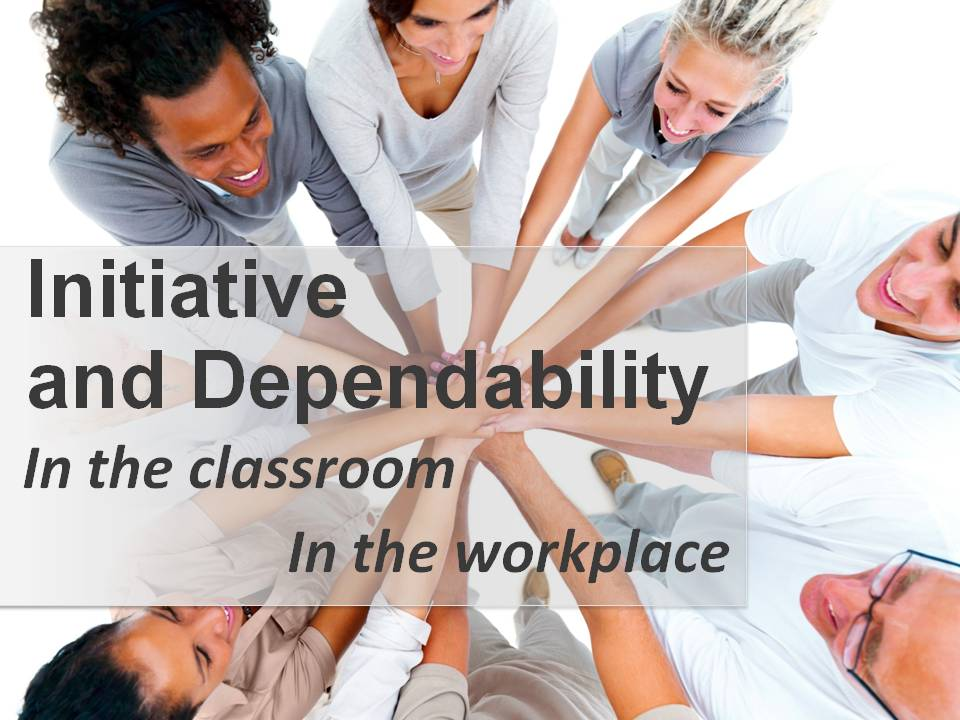 Initiative
and Dependability
In the classroom
In the workplace